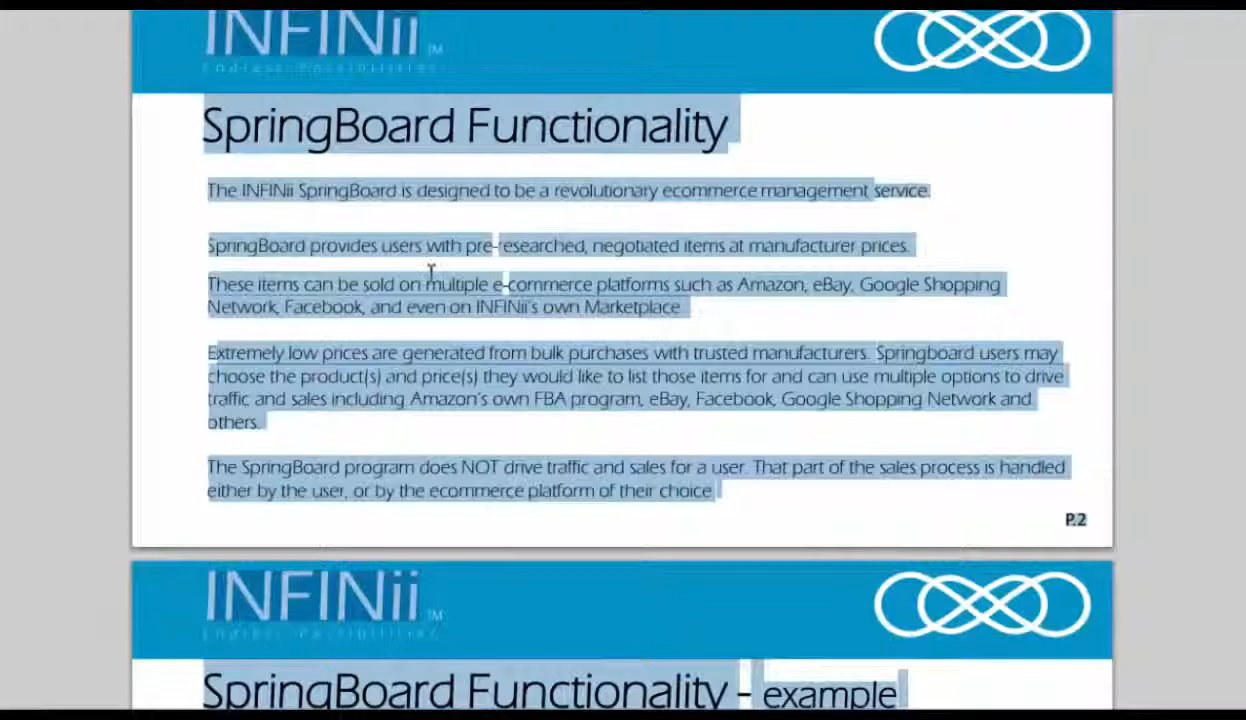 INFINii TM
Endless Possibilities
SpringBoard Functionality
The INFINii SpringBoard is designed to be a revolutionary ecommerce management service.
SpringBoard provides users with pre-researched, negotiated items at manufacturer prices.
These items can be sold on multiple e-commerce platforms such as Amazon, eBay, Google Shopping
Network, Facebook, and even on INFINii's own Marketplace.
Extremely low prices are generated from bulk purchases with trusted manufacturers. Springboard users may
choose the product(s) and price(s) they would like to list those items for and can use multiple options to drive
traffic and sales including Amazon's own FBA program, eBay, Facebook, Google Shopping Network and
others.
The SpringBoard program does NOT drive traffic and sales for a user. That part of the sales process is handled
either by the user, or by the ecommerce platform of their choice.
P.2
INFINii TM
Endless Possibilities
SpringBoard Functionality - example